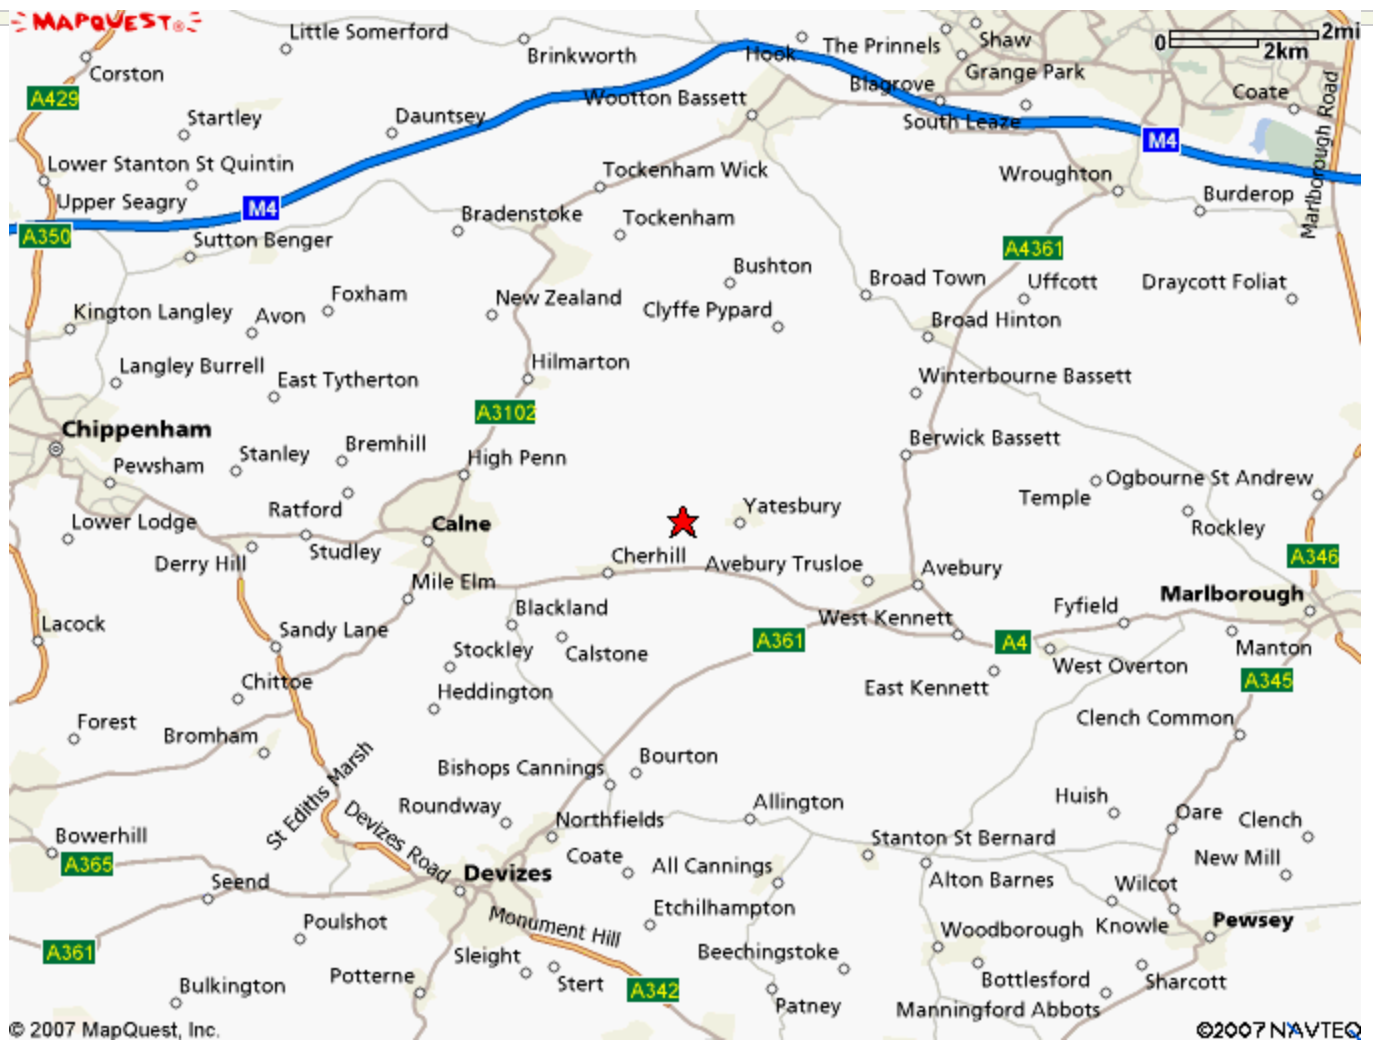 MAPQUEST
Little Somerford
Brinkworth
Hook
The Prinnels
Shaw
0
2mi
2km
Corston
Grange Park
A429
Wootton Bassett
Blagrove
Coate
Startley
Dauntsey
South Leaze
M4
Marlborough Road
Lower Stanton St Quintin
Tockenham Wick
Wroughton
Upper Seagry
M4
Bradenstoke
Tockenham
Burderop
A350
Sutton Benger
A4361
Bushton
Broad Town
Uffcott
Draycott Foliat
Foxham
New Zealand
Kington Langley
Avon
Clyffe Pypard
Broad Hinton
Langley Burrell
East Tytherton
Hilmarton
Winterbourne Bassett
A3102
Chippenham
Bremhill
Berwick Bassett
Pewsham
Stanley
High Penn
Ogbourne St Andrew
Temple
Ratford
Yatesbury
Lower Lodge
Calne
Rockley
Studley
Cherhill
Avebury Trusloe
Avebury
A346
Derry Hill
Mile Elm
Marlborough
Blackland
West Kennett
Fyfield
Lacock
Sandy Lane
A361
A4
Stockley
Calstone
West Overton
Manton
Chittoe
Heddington
East Kennett
A345
Forest
Bromham
Clench Common
St Ediths Marsh
Bishops Cannings
Bourton
Roundway
Allington
Huish
Oare
Clench
Bowerhill
Devizes Road
Northfields
Stanton St Bernard
A365
Coate
All Cannings
New Mill
Seend
Devizes
Alton Barnes
Wilcot
Poulshot
Monument Hill
Etchilhampton
Woodborough
Knowle
Pewsey
A361
Sleight
Beechingstoke
Potterne
Stert
A342
Bottlesford
Sharcott
Bulkington
Patney
Manningford Abbots
© 2007 MapQuest, Inc.
©2007 NAVTEQ